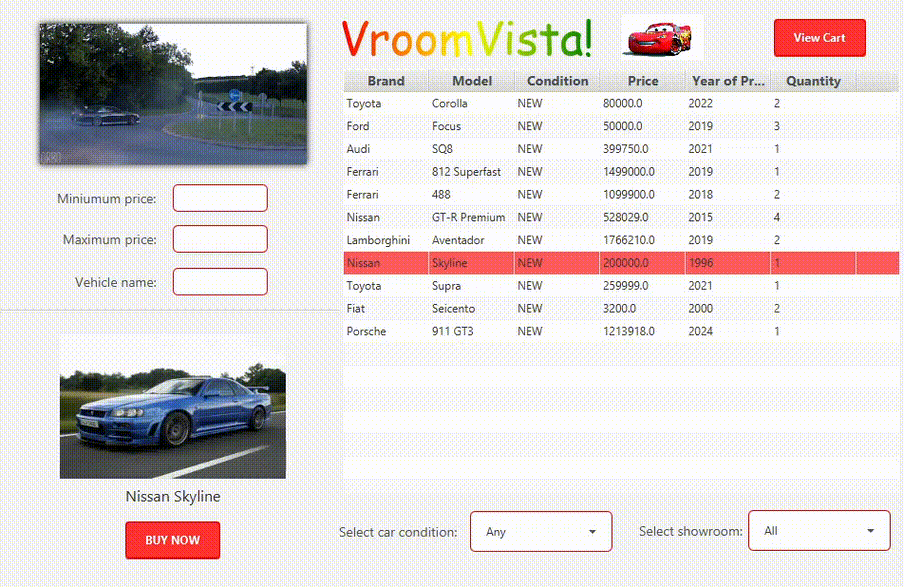 VroomVista!
View Cart
Brand Model Condition Price Year of Pr... Quantity
Toyota Corolla NEW 80000.0 2022 2
Ford Focus NEW 50000.0 2019 3
Audi SQ8 NEW 399750.0 2021 1
Ferrari 812 Superfast NEW 1499000.0 2019 1
Ferrari 488 NEW 1099900.0 2018 2
Nissan GT-R Premium NEW 528029.0 2015 4
Lamborghini Aventador NEW 1766210.0 2019 2
Nissan Skyline NEW 200000.0 1996 1
Toyota Supra NEW 259999.0 2021 1
Fiat Seicento NEW 3200.0 2000 2
Porsche 911 GT3 NEW 1213918.0 2024 1
Miniumum price:
Maximum price:
Vehicle name:
Nissan Skyline
BUY NOW
Select car condition: Any
Select showroom: All